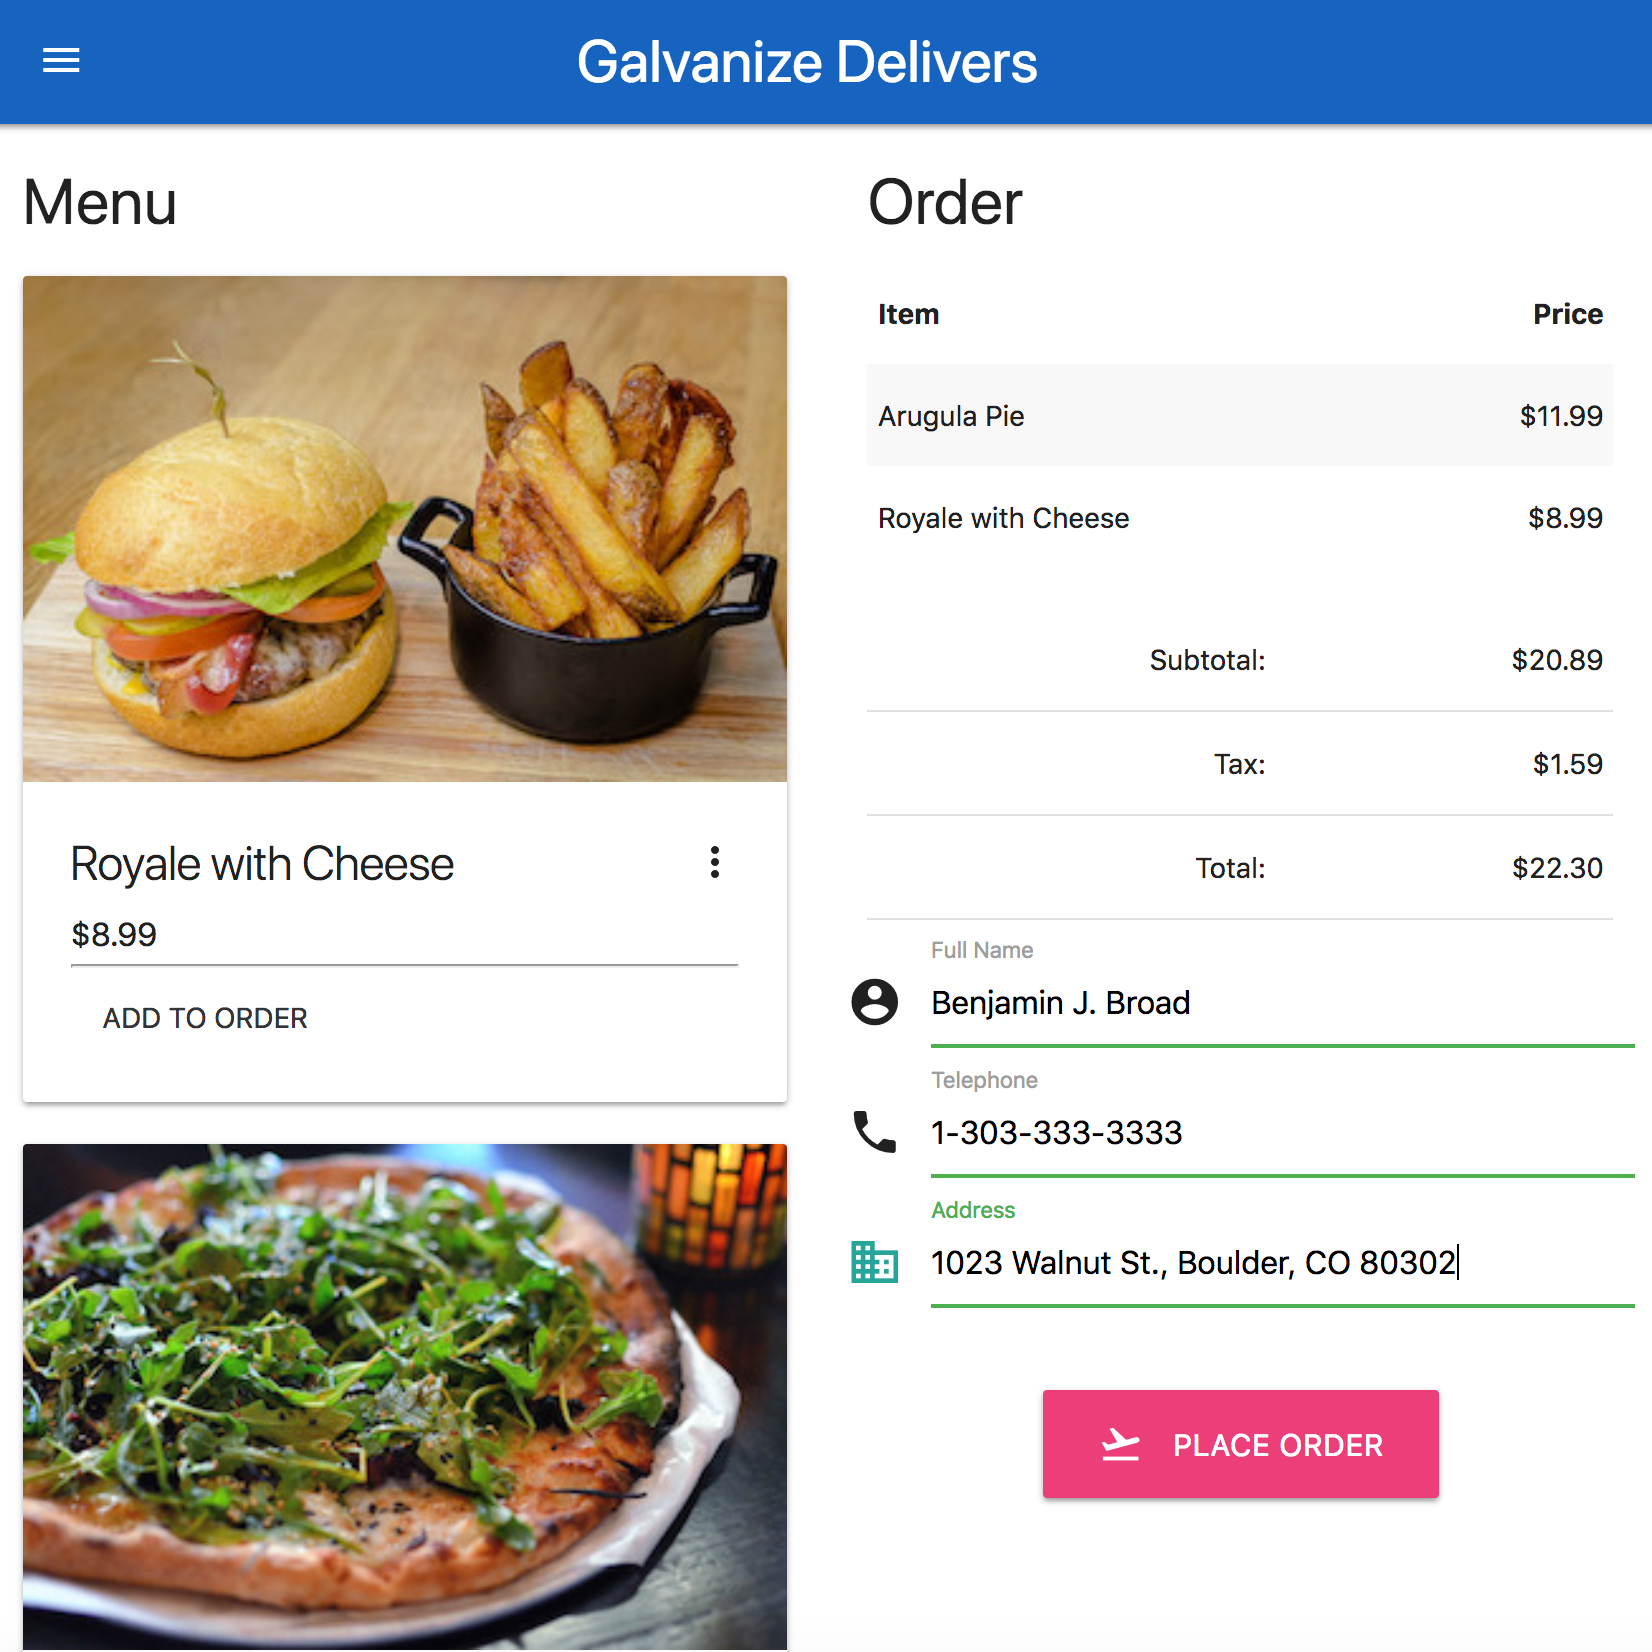 Galvanize Delivers
Menu
Royale with Cheese
$8.99
ADD TO ORDER
Order
Item Price
Arugula Pie $11.99
Royale with Cheese $8.99
Subtotal: $20.89
Tax: $1.59
Total: $22.30
Full Name
Benjamin J. Broad
Telephone
1-303-333-3333
Address
1023 Walnut St., Boulder, CO 80302
PLACE ORDER